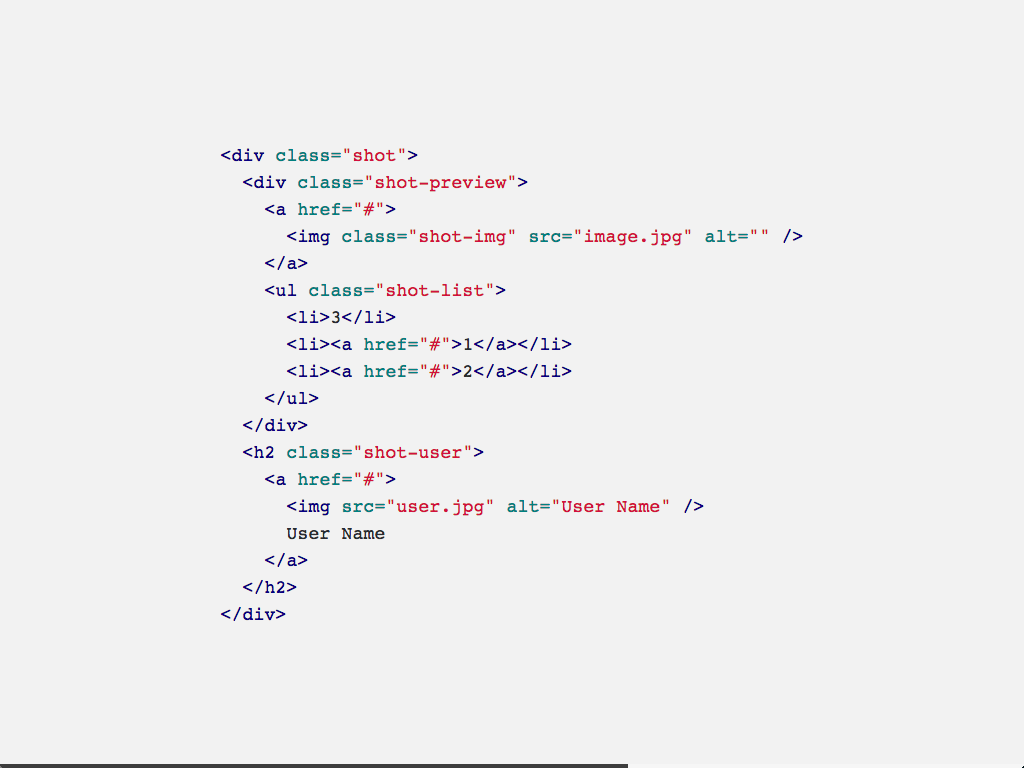 <div class="shot">
  <div class="shot-preview">
    <a href="#">
      <img class="shot-img" src="image.jpg" alt="" />
    </a>
    <ul class="shot-list">
      <li>3</li>
      <li><a href="#">1</a></li>
      <li><a href="#">2</a></li>
    </ul>
  </div>
  <h2 class="shot-user">
    <a href="#">
      <img src="user.jpg" alt="User Name" />
      User Name
    </a>
  </h2>
</div>